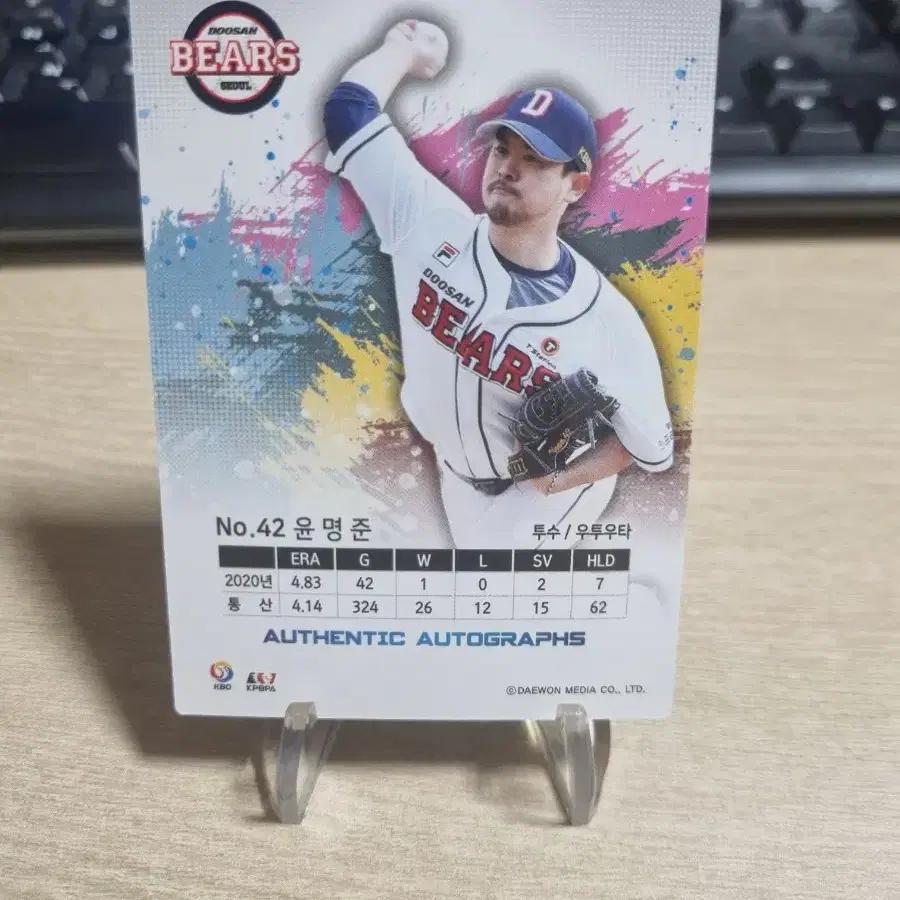 DOOSAN
BEARS
SEOUL
D
F
DOOSAN
BEARS
T
T-Station
No.42 윤명준
투수 / 우투우타
ERA G W L SV HLD
2020년 4.83 42 1 0 2 7
통 산 4.14 324 26 12 15 62
AUTHENTIC AUTOGRAPHS
KBO KPBPA
©DAEWON MEDIA CO., LTD.